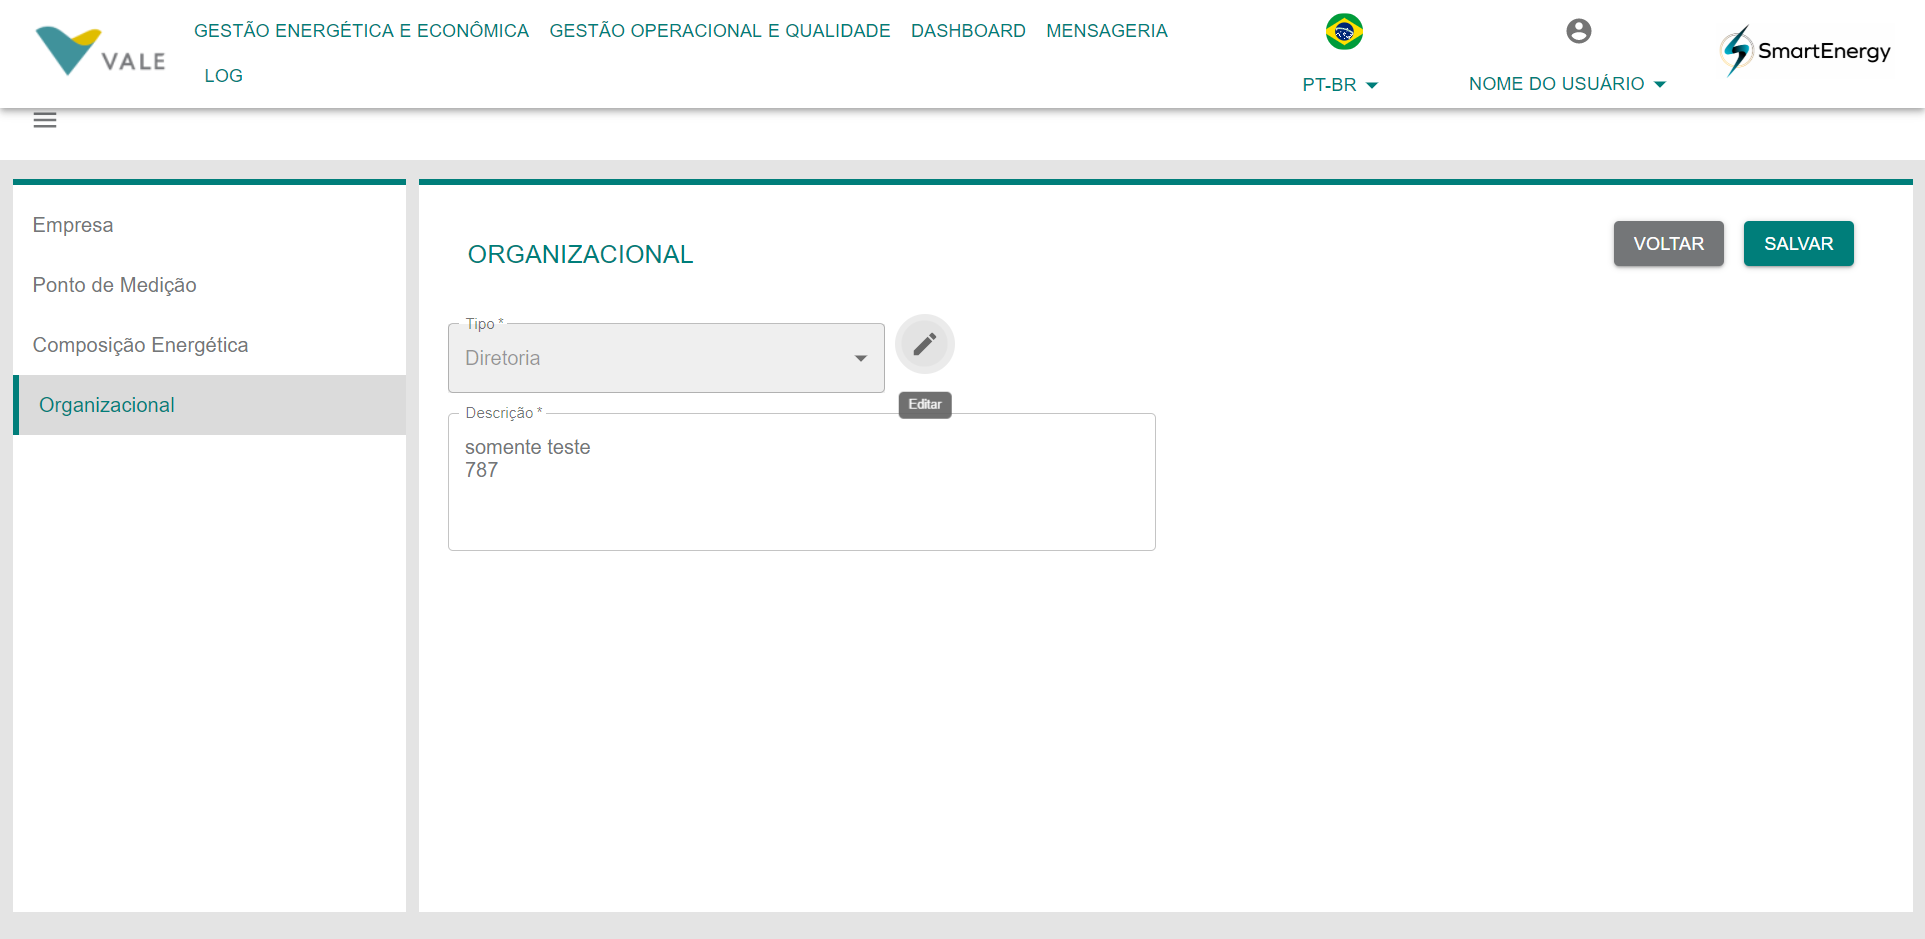 VALE
GESTÃO ENERGÉTICA E ECONÔMICA
GESTÃO OPERACIONAL E QUALIDADE
DASHBOARD
MENSAGERIA
LOG
PT-BR
NOME DO USUÁRIO
SmartEnergy
Empresa
Ponto de Medição
Composição Energética
Organizacional
ORGANIZACIONAL
VOLTAR
SALVAR
Tipo *
Diretoria
Editar
Descrição *
somente teste
787